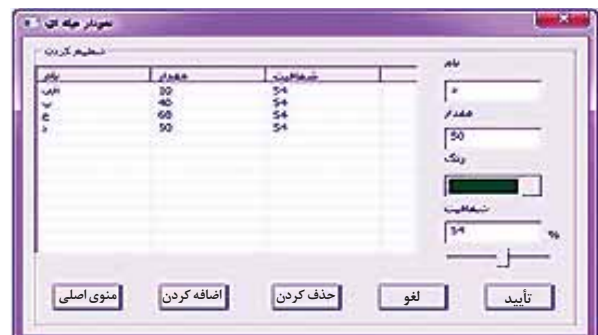 نمودار میله ای
تنظیم کردن
نام مقدار شفافیت
الف 30 54
ب 40 54
ج 60 54
د 50 54
نام
د
مقدار
50
رنگ
شفافیت
54 %
منوی اصلی اضافه کردن حذف کردن لغو تأیید